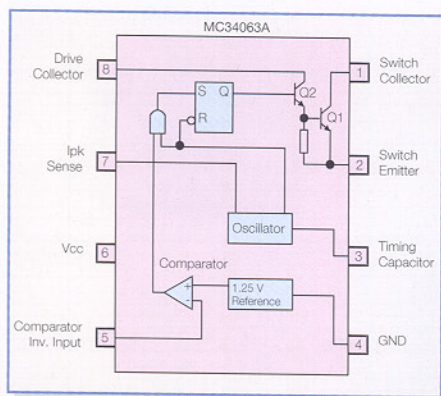 MC34063A
Drive
Collector
8
1
Switch
Collector
S
Q
R
Q2
Q1
Ipk
Sense
7
2
Switch
Emitter
Oscillator
Vcc
6
3
Timing
Capacitor
Comparator
+
-
1.25 V
Reference
Comparator
Inv. Input
5
4
GND